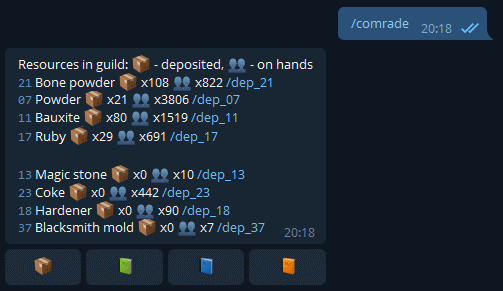 /comrade 20:18
Resources in guild: 📦 - deposited, 👥 - on hands
21 Bone powder 📦 x108 👥 x822 /dep_21
07 Powder 📦 x21 👥 x3806 /dep_07
11 Bauxite 📦 x80 👥 x1519 /dep_11
17 Ruby 📦 x29 👥 x691 /dep_17
13 Magic stone 📦 x0 👥 x10 /dep_13
23 Coke 📦 x0 👥 x442 /dep_23
18 Hardener 📦 x0 👥 x90 /dep_18
37 Blacksmith mold 📦 x0 👥 x7 /dep_37 20:18